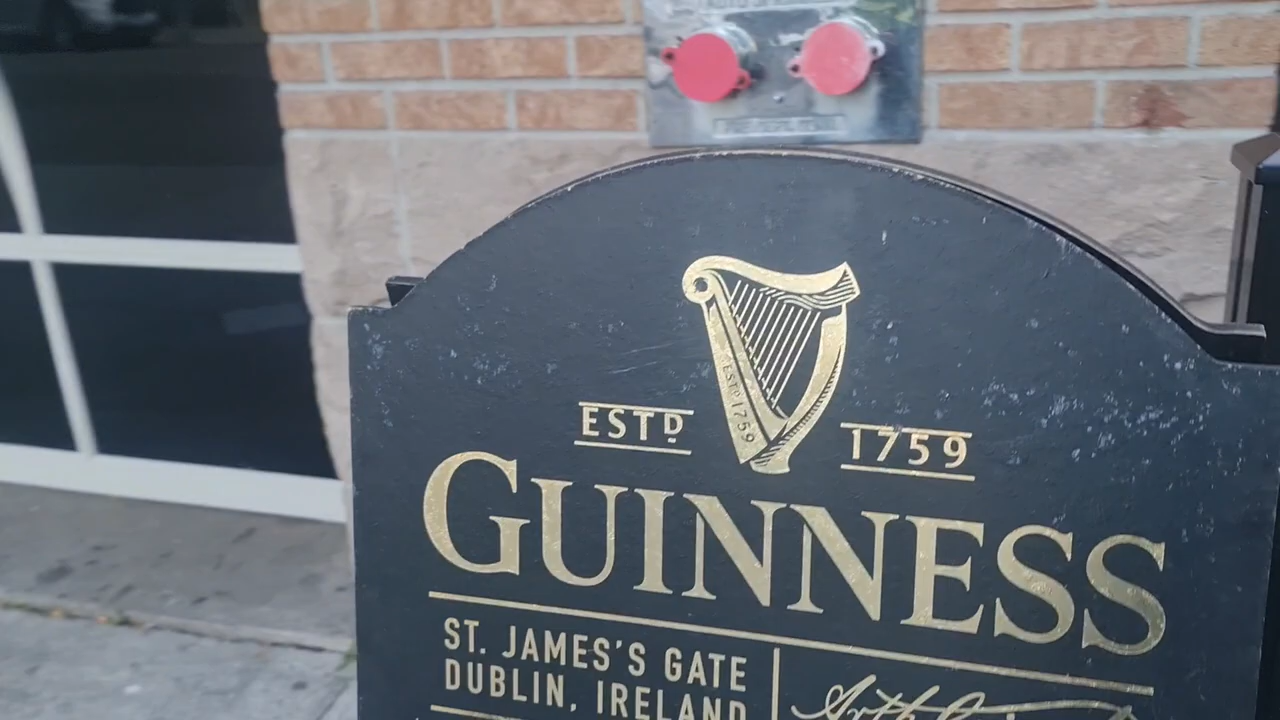 ESTD 1759
ESTD 1759
GUINNESS
ST. JAMES'S GATE
DUBLIN, IRELAND